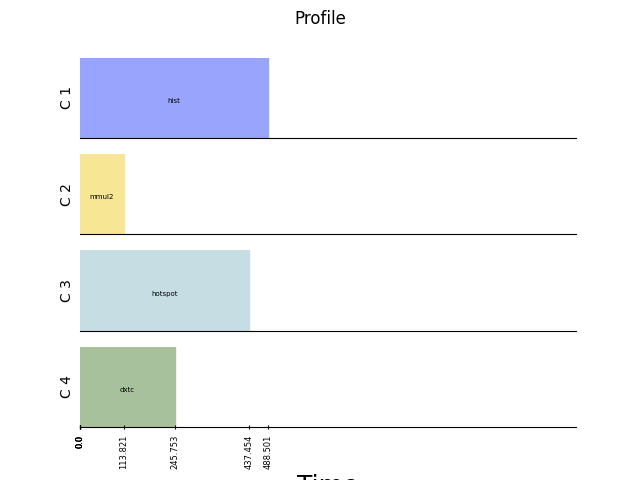 Profile
C 1
hist
C 2
mmul2
C 3
hotspot
C 4
dxtc
0.0
113.821
245.753
437.454
488.501
Time